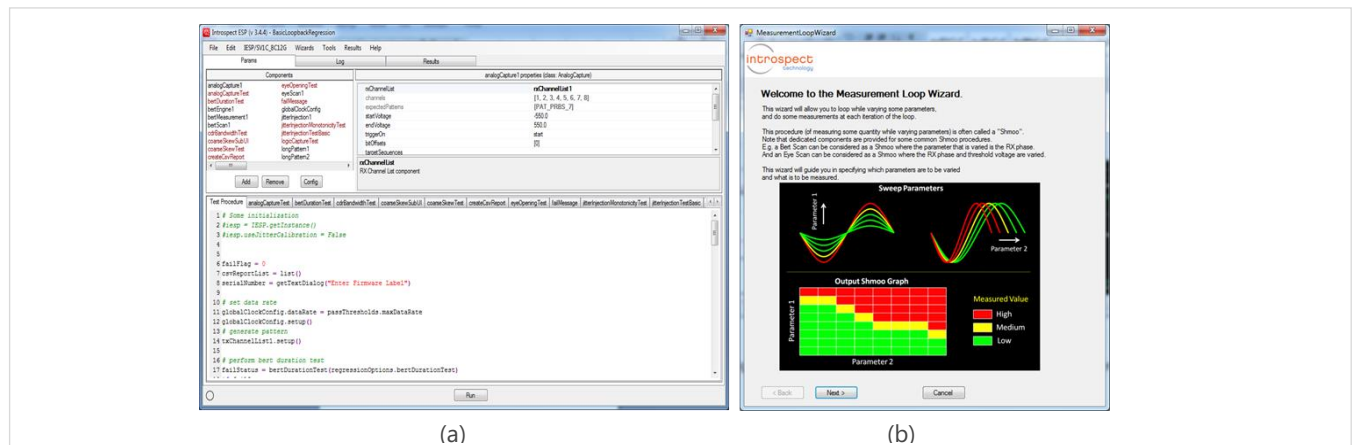 Introspect ESP (v 3.4.4) - BasicLoopbackRegression
File Edit IESP/SV1C_BC12G Wizards Tools Results Help
Params Log Results
Components
analogCapture1 eyeOpeningTest
analogCaptureTest eyeScan1
bertDurationTest failMessage
bertEngine1 globalClockConfig
bertMeasurement1 jitterInjection1
bertScan1 jitterInjectionMonotonicityTest
cdrBandwidthTest jitterInjectionTestBasic
coarseSkewSubUI logicCaptureTest
coarseSkewTest longPattern1
createCsvReport longPattern2
Add Remove Config
analogCapture1 properties (class: AnalogCapture)
rxChannelList rxChannelList1
channels [1, 2, 3, 4, 5, 6, 7, 8]
expectedPatterns [PAT_PRBS_7]
startVoltage -550.0
endVoltage 550.0
triggerOn start
bitOffsets [0]
targetSequences
rxChannelList
RX Channel List component
Test Procedure analogCaptureTest bertDurationTest cdrBandwidthTest coarseSkewSubUI coarseSkewTest createCsvReport eyeOpeningTest failMessage jitterInjectionMonotonicityTest jitterInjectionTestBasic
1 # Some initialization
2 #iesp = IESP.getInstance()
3 #iesp.useJitterCalibration = False
4
5
6 failFlag = 0
7 csvReportList = list()
8 serialNumber = getTextDialog("Enter Firmware label")
9
10 # set data rate
11 globalClockConfig.dataRate = passThresholds.maxDataRate
12 globalClockConfig.setup()
13 # generate pattern
14 txChannelList1.setup()
15
16 # perform bert duration test
17 failStatus = bertDurationTest(regressionOptions.bertDurationTest)
Run
(a)
MeasurementLoopWizard
introspect
technology
Welcome to the Measurement Loop Wizard.
This wizard will allow you to loop while varying some parameters,
and do some measurements at each iteration of the loop.
This procedure (of measuring some quantity while varying parameters) is often called a "Shmoo".
Note that dedicated components are provided for some common Shmoo procedures.
E.g. a Bert Scan can be considered as a Shmoo where the parameter that is varied is the RX phase.
And an Eye Scan can be considered as a Shmoo where the RX phase and threshold voltage are varied.
This wizard will guide you in specifying which parameters are to be varied
and what is to be measured.
Sweep Parameters
Parameter 1
Parameter 2
Output Shmoo Graph
Parameter 1
Parameter 2
Measured Value
High
Medium
Low
< Back Next > Cancel
(b)